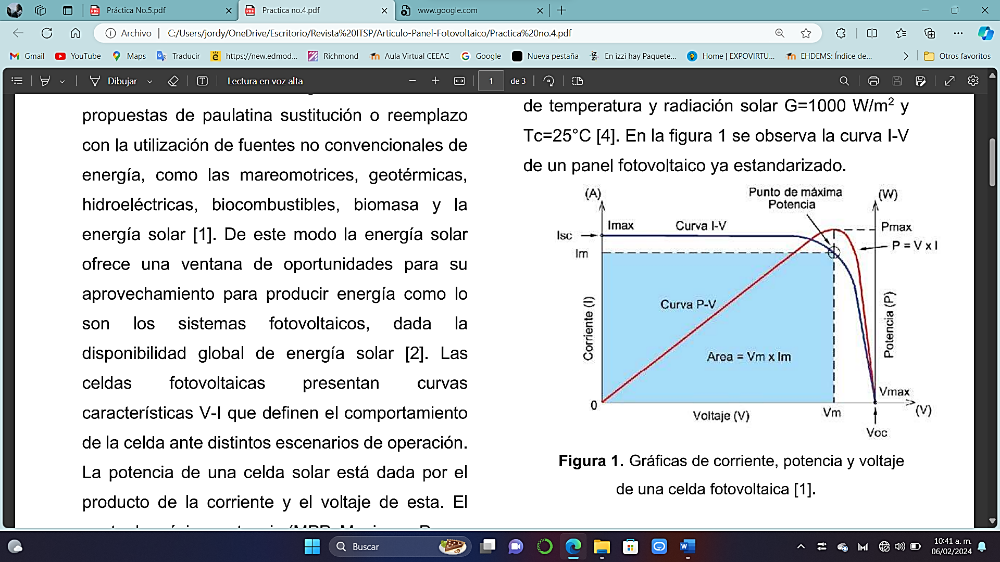 Práctica No.5.pdf
Practica no.4.pdf
www.google.com
Archivo
C:/Users/jordy/OneDrive/Escritorio/Revista%20ITSP/Articulo-Panel-Fotovoltaico/Practica%20no.4.pdf
Gmail
YouTube
Maps
Traducir
https://new.edmod...
Richmond
Aula Virtual CEEAC
Google
Nueva pestaña
En izzi hay Paquete...
Home | EXPOVIRTU...
EHDEMS: Índice de...
Otros favoritos
Dibujar
Lectura en voz alta
1
de 3
propuestas de paulatina sustitución o reemplazo
con la utilización de fuentes no convencionales de
energía, como las mareomotrices, geotérmicas,
hidroeléctricas, biocombustibles, biomasa y la
energía solar [1]. De este modo la energía solar
ofrece una ventana de oportunidades para su
aprovechamiento para producir energía como lo
son los sistemas fotovoltaicos, dada la
disponibilidad global de energía solar [2]. Las
celdas fotovoltaicas presentan curvas
características V-I que definen el comportamiento
de la celda ante distintos escenarios de operación.
La potencia de una celda solar está dada por el
producto de la corriente y el voltaje de esta. El
de temperatura y radiación solar G=1000 W/m² y
Tc=25°C [4]. En la figura 1 se observa la curva I-V
de un panel fotovoltaico ya estandarizado.
(A)
Punto de máxima
Potencia
(W)
Imax
Curva I-V
Pmax
Isc
P = V x I
Im
Curva P-V
Corriente (I)
Potencia (P)
Area = Vm x Im
Vmax
0
Voltaje (V)
Vm
(V)
Voc
Figura 1. Gráficas de corriente, potencia y voltaje
de una celda fotovoltaica [1].
Buscar
10:41 a. m.
06/02/2024